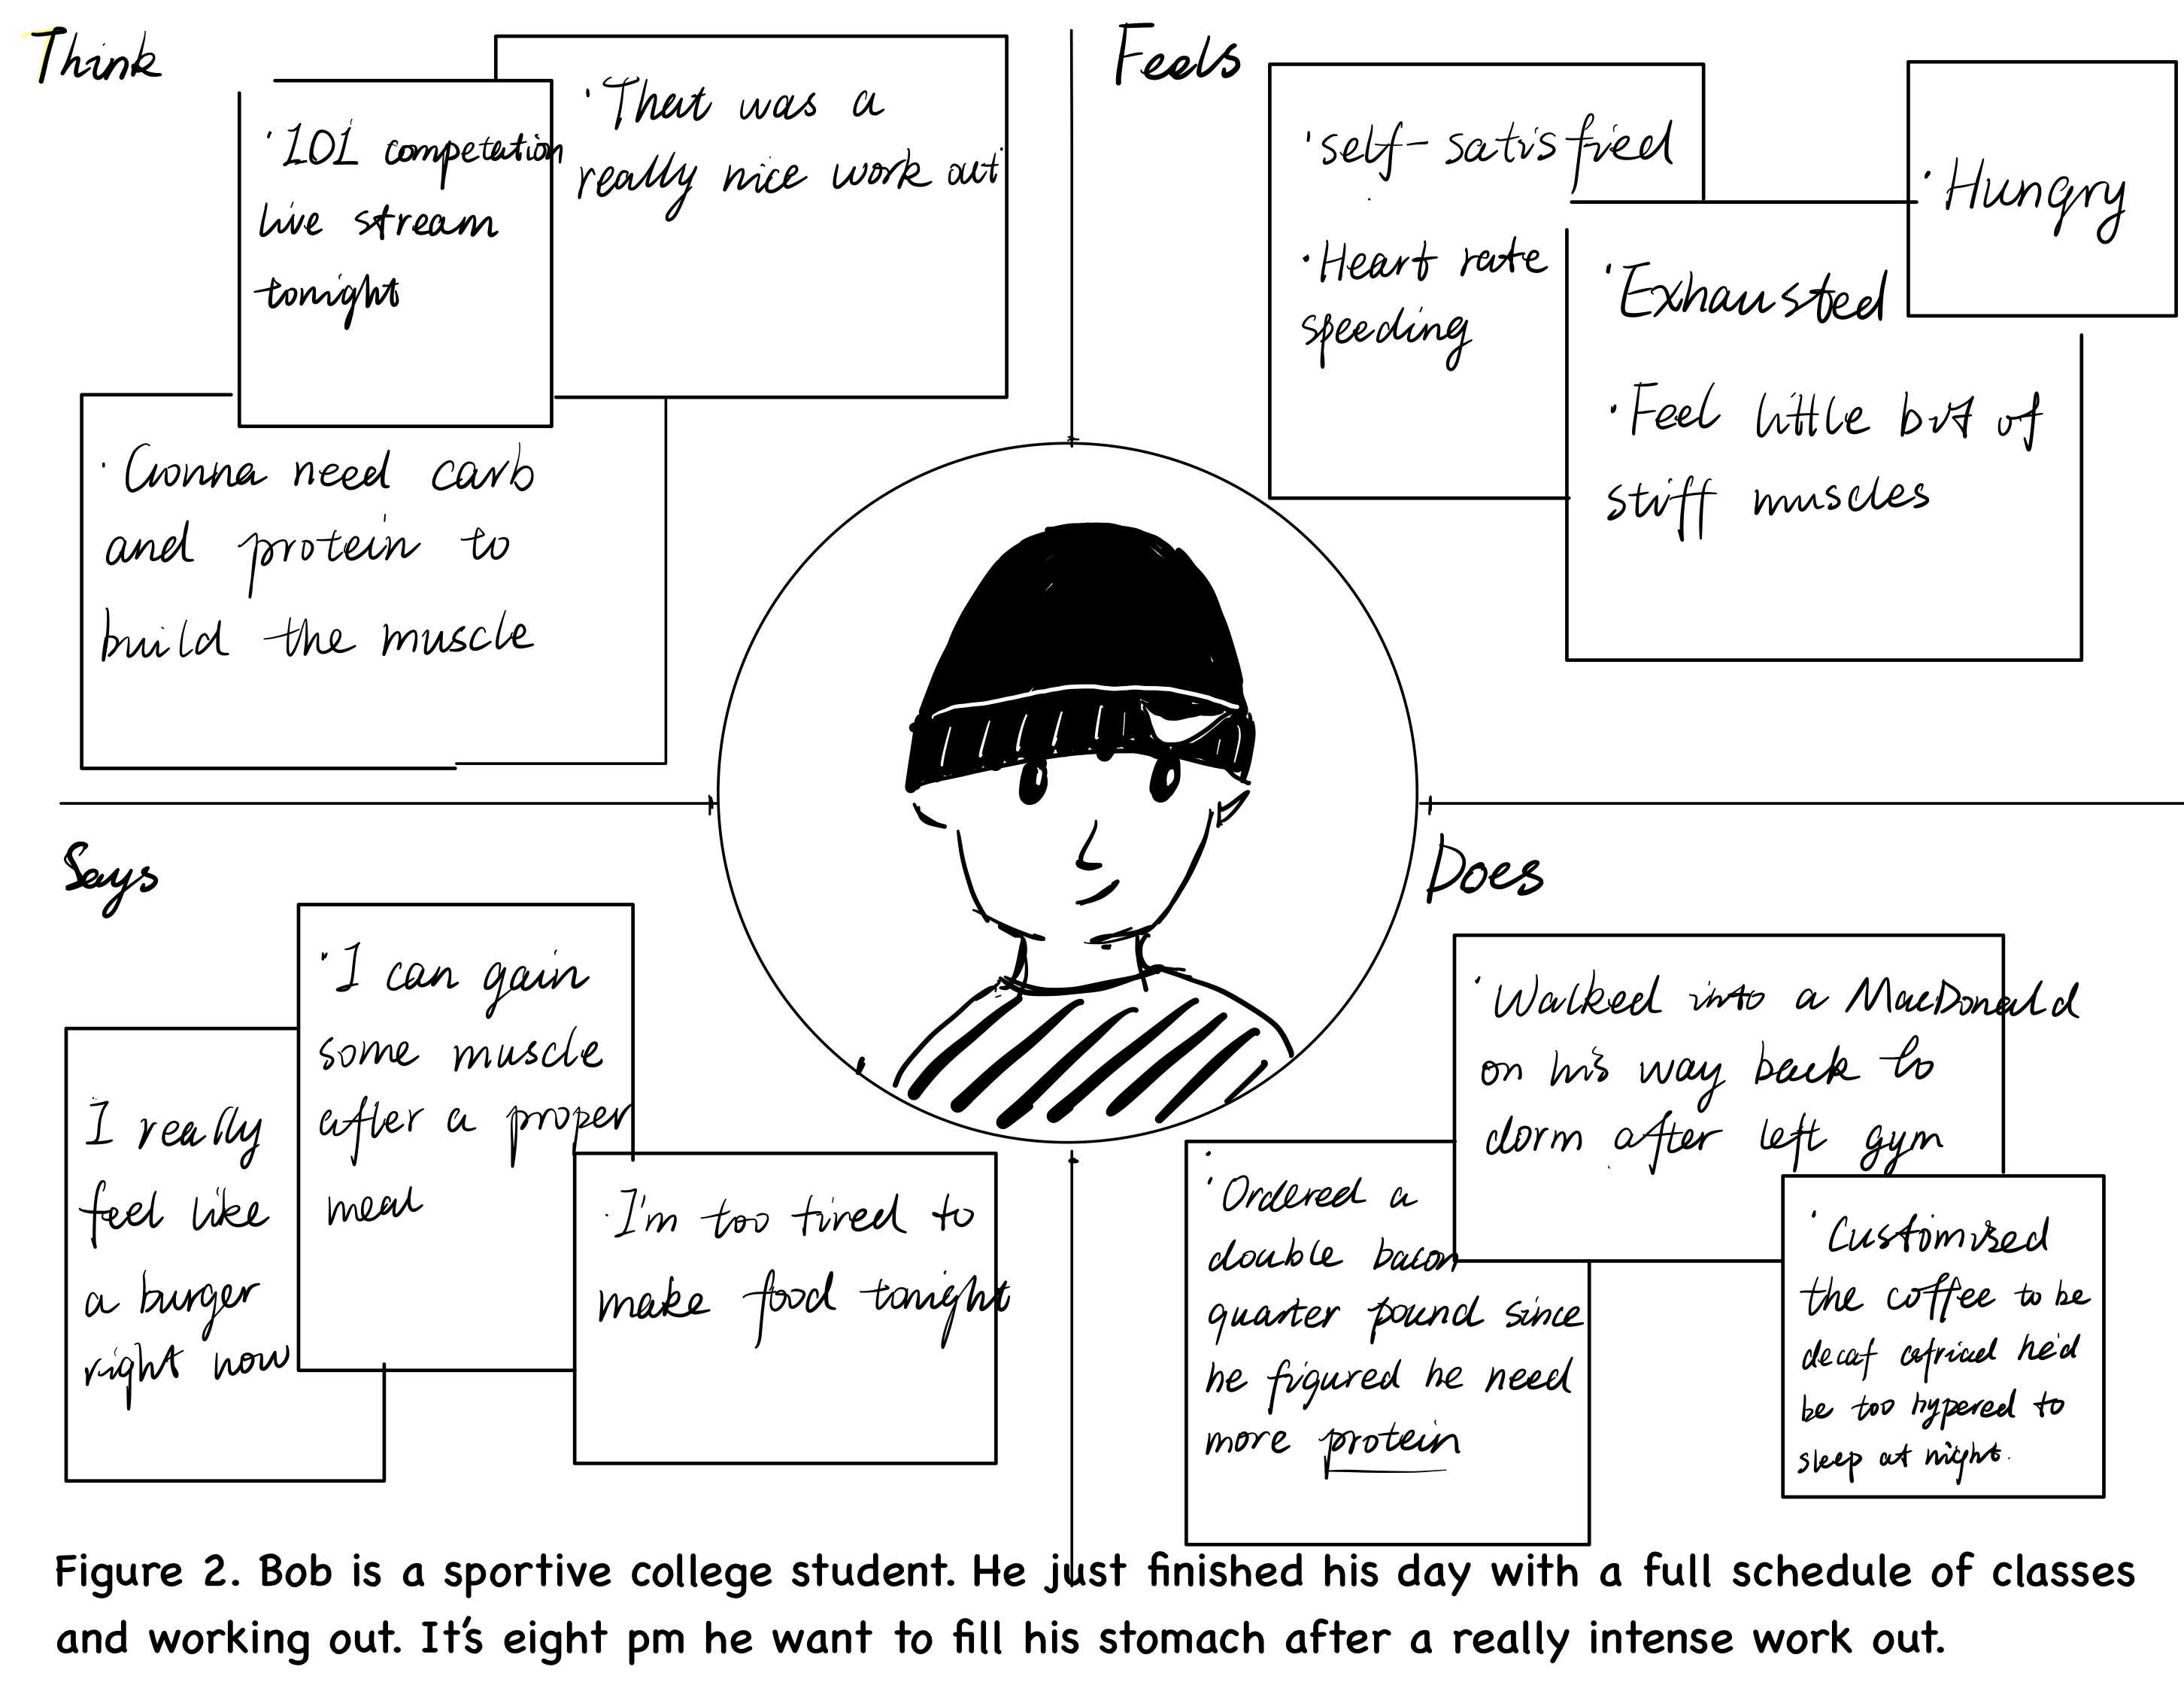 Think
· 101 competetation
live stream
tonight
· That was a
really nice work out
· Gonna need carb
and protein to
build the muscle
Feels
· self-satisfied
· Heart rate
speeding
· Hungry
· Exhausted
· Feel little bit of
stiff muscles
Says
I really
feel like
a burger
right now
· I can gain
some muscle
after a proper
meal
· I'm too tired to
make food tonight
Does
· Walked into a MacDonald
on his way back to
dorm after left gym
· Ordered a
double bacon
quarter pound since
he figured he need
more protein
· Customised
the coffee to be
decaf afriad he'd
be too hypered to
sleep at night.
Figure 2. Bob is a sportive college student. He just finished his day with a full schedule of classes
and working out. It's eight pm he want to fill his stomach after a really intense work out.